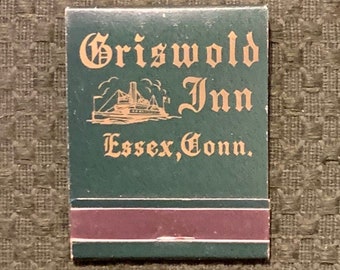 Griswold
Inn
Essex, Conn.